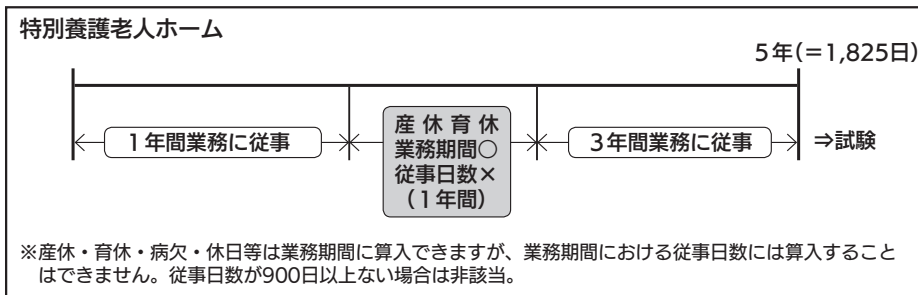 特別養護老人ホーム
5年(=1,825日)
1年間業務に従事
産休育休
業務期間○
従事日数×
(1年間)
3年間業務に従事
⇒試験
※産休・育休・病欠・休日等は業務期間に算入できますが、業務期間における従事日数には算入すること
はできません。従事日数が900日以上ない場合は非該当。